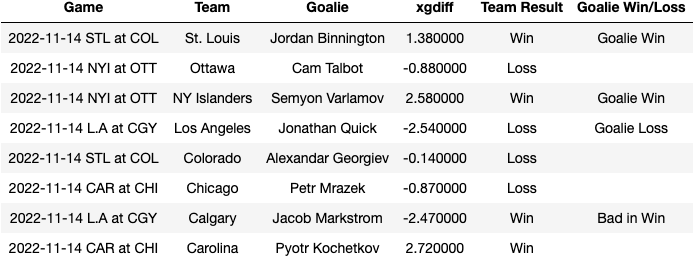 Game Team Goalie xgdiff Team Result Goalie Win/Loss
2022-11-14 STL at COL St. Louis Jordan Binnington 1.380000 Win Goalie Win
2022-11-14 NYI at OTT Ottawa Cam Talbot -0.880000 Loss
2022-11-14 NYI at OTT NY Islanders Semyon Varlamov 2.580000 Win Goalie Win
2022-11-14 L.A at CGY Los Angeles Jonathan Quick -2.540000 Loss Goalie Loss
2022-11-14 STL at COL Colorado Alexandar Georgiev -0.140000 Loss
2022-11-14 CAR at CHI Chicago Petr Mrazek -0.870000 Loss
2022-11-14 L.A at CGY Calgary Jacob Markstrom -2.470000 Win Bad in Win
2022-11-14 CAR at CHI Carolina Pyotr Kochetkov 2.720000 Win